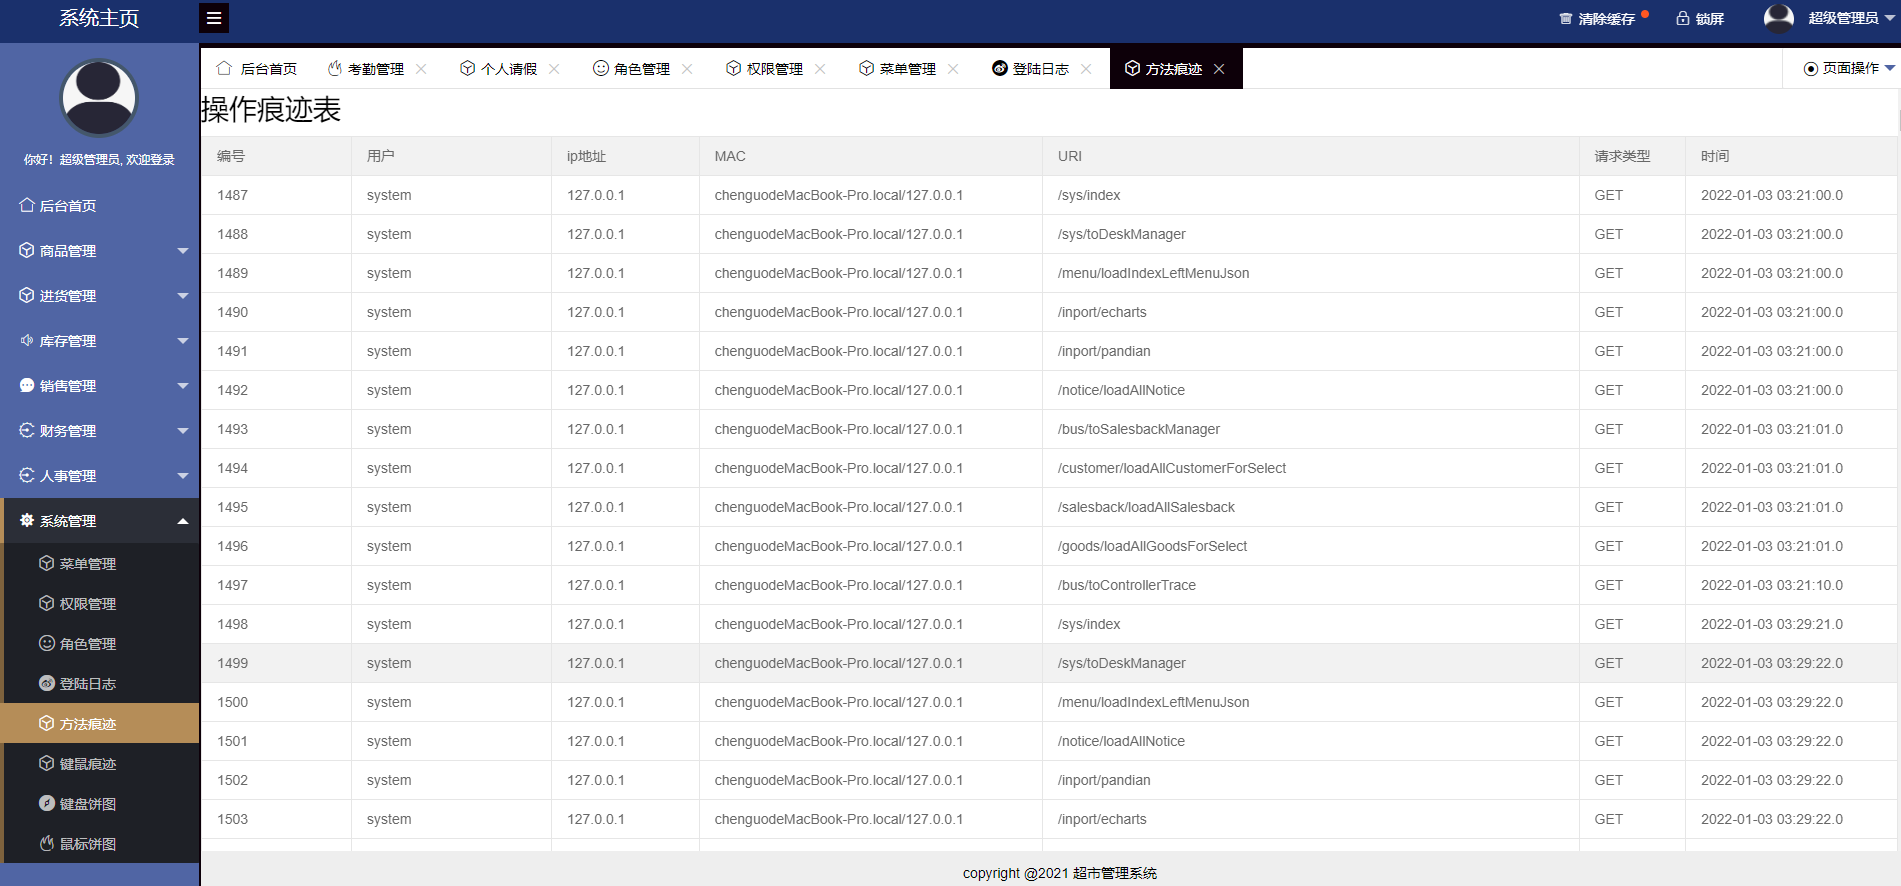 系统主页
清除缓存 锁屏 超级管理员
后台首页 考勤管理 个人请假 角色管理 权限管理 菜单管理 登陆日志 方法痕迹 页面操作
你好！超级管理员, 欢迎登录
后台首页
商品管理
进货管理
库存管理
销售管理
财务管理
人事管理
系统管理
菜单管理
权限管理
角色管理
登陆日志
方法痕迹
键鼠痕迹
键盘饼图
鼠标饼图
操作痕迹表
编号 用户 ip地址 MAC URI 请求类型 时间
1487 system 127.0.0.1 chenguodeMacBook-Pro.local/127.0.0.1 /sys/index GET 2022-01-03 03:21:00.0
1488 system 127.0.0.1 chenguodeMacBook-Pro.local/127.0.0.1 /sys/toDeskManager GET 2022-01-03 03:21:00.0
1489 system 127.0.0.1 chenguodeMacBook-Pro.local/127.0.0.1 /menu/loadIndexLeftMenuJson GET 2022-01-03 03:21:00.0
1490 system 127.0.0.1 chenguodeMacBook-Pro.local/127.0.0.1 /inport/echarts GET 2022-01-03 03:21:00.0
1491 system 127.0.0.1 chenguodeMacBook-Pro.local/127.0.0.1 /inport/pandian GET 2022-01-03 03:21:00.0
1492 system 127.0.0.1 chenguodeMacBook-Pro.local/127.0.0.1 /notice/loadAllNotice GET 2022-01-03 03:21:00.0
1493 system 127.0.0.1 chenguodeMacBook-Pro.local/127.0.0.1 /bus/toSalesbackManager GET 2022-01-03 03:21:01.0
1494 system 127.0.0.1 chenguodeMacBook-Pro.local/127.0.0.1 /customer/loadAllCustomerForSelect GET 2022-01-03 03:21:01.0
1495 system 127.0.0.1 chenguodeMacBook-Pro.local/127.0.0.1 /salesback/loadAllSalesback GET 2022-01-03 03:21:01.0
1496 system 127.0.0.1 chenguodeMacBook-Pro.local/127.0.0.1 /goods/loadAllGoodsForSelect GET 2022-01-03 03:21:01.0
1497 system 127.0.0.1 chenguodeMacBook-Pro.local/127.0.0.1 /bus/toControllerTrace GET 2022-01-03 03:21:10.0
1498 system 127.0.0.1 chenguodeMacBook-Pro.local/127.0.0.1 /sys/index GET 2022-01-03 03:29:21.0
1499 system 127.0.0.1 chenguodeMacBook-Pro.local/127.0.0.1 /sys/toDeskManager GET 2022-01-03 03:29:22.0
1500 system 127.0.0.1 chenguodeMacBook-Pro.local/127.0.0.1 /menu/loadIndexLeftMenuJson GET 2022-01-03 03:29:22.0
1501 system 127.0.0.1 chenguodeMacBook-Pro.local/127.0.0.1 /notice/loadAllNotice GET 2022-01-03 03:29:22.0
1502 system 127.0.0.1 chenguodeMacBook-Pro.local/127.0.0.1 /inport/pandian GET 2022-01-03 03:29:22.0
1503 system 127.0.0.1 chenguodeMacBook-Pro.local/127.0.0.1 /inport/echarts GET 2022-01-03 03:29:22.0
copyright @2021 超市管理系统